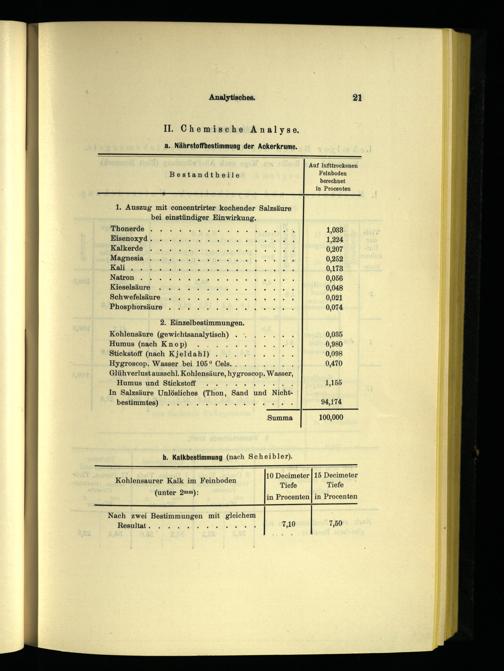 Analytisches. 21
II. Chemische Analyse.
a. Nährstoffbestimmung der Ackerkrume.
Bestandtheile
Auf lufttrockenen
Feinboden
berechnet
in Procenten
1. Auszug mit concentrirter kochender Salzsäure
bei einstündiger Einwirkung.
Thonerde . . . . . . . . . . . . . . . . 1,033
Eisenoxyd . . . . . . . . . . . . . . . . 1,224
Kalkerde . . . . . . . . . . . . . . . . 0,207
Magnesia . . . . . . . . . . . . . . . . 0,252
Kali . . . . . . . . . . . . . . . . . . 0,173
Natron . . . . . . . . . . . . . . . . . 0,056
Kieselsäure . . . . . . . . . . . . . . 0,048
Schwefelsäure . . . . . . . . . . . . . 0,021
Phosphorsäure . . . . . . . . . . . . . 0,074
2. Einzelbestimmungen.
Kohlensäure (gewichtsanalytisch) . . . . . . 0,035
Humus (nach Knop) . . . . . . . . . . 0,980
Stickstoff (nach Kjeldahl) . . . . . . . . 0,098
Hygroscop. Wasser bei 105° Cels. . . . . . . 0,470
Glühverlust ausschl. Kohlensäure, hygroscop. Wasser,
Humus und Stickstoff . . . . . . . . . 1,155
In Salzsäure Unlösliches (Thon, Sand und Nicht-
bestimmtes) . . . . . . . . . . . . 94,174
Summa 100,000
b. Kalkbestimmung (nach Scheibler).
Kohlensaurer Kalk im Feinboden
(unter 2mm):
10 Decimeter
Tiefe
in Procenten
15 Decimeter
Tiefe
in Procenten
Nach zwei Bestimmungen mit gleichem
Resultat . . . . . . . . . . . . 7,10 7,50